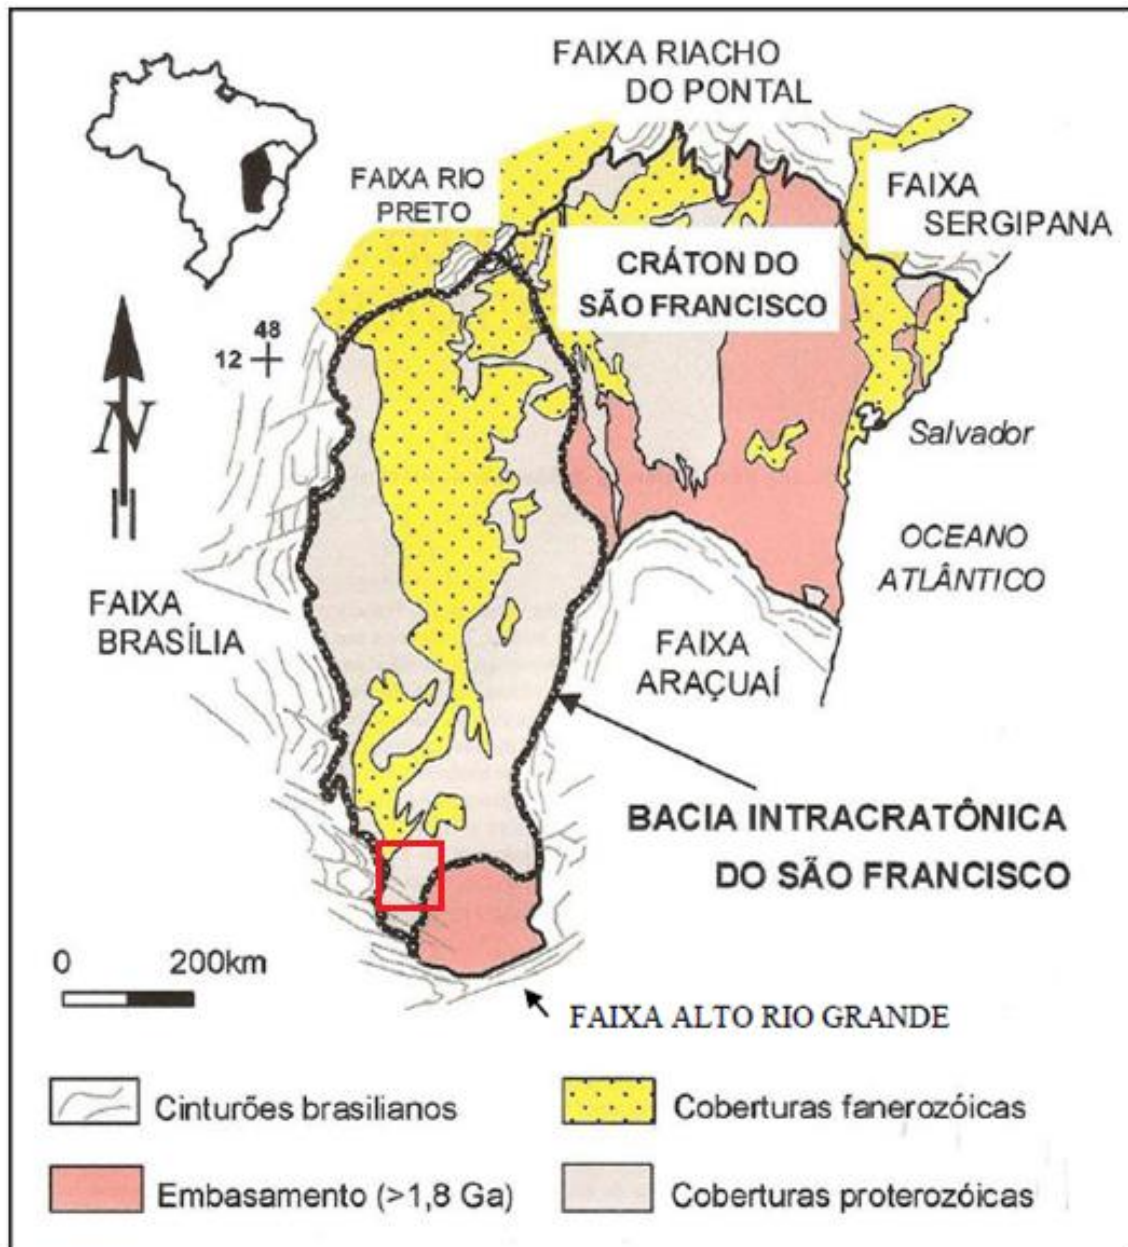 FAIXA RIACHO
DO PONTAL
FAIXA RIO
PRETO
FAIXA
SERGIPANA
CRÁTON DO
SÃO FRANCISCO
48
12
N
Salvador
OCEANO
ATLÂNTICO
FAIXA
BRASÍLIA
FAIXA
ARAÇUAÍ
BACIA INTRACRATÔNICA
DO SÃO FRANCISCO
0 200km
FAIXA ALTO RIO GRANDE
Cinturões brasilianos
Coberturas fanerozóicas
Embasamento (>1,8 Ga)
Coberturas proterozóicas